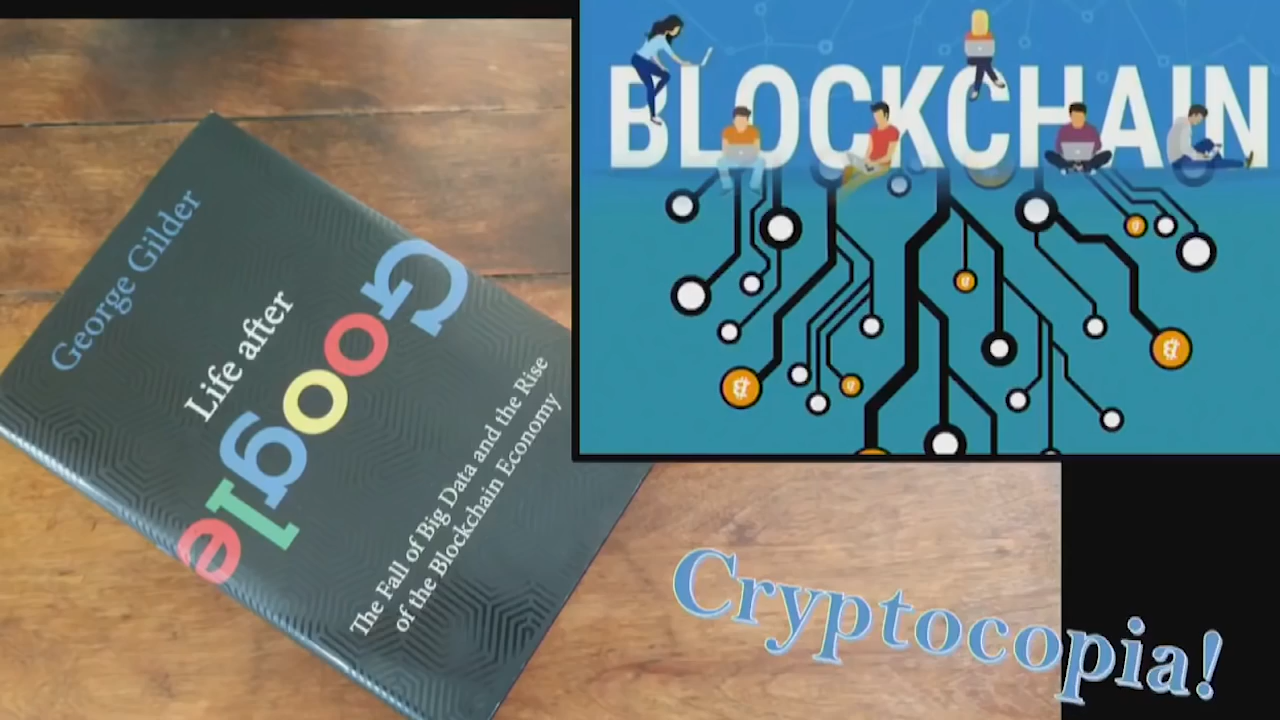 George Gilder
Life after
Google
The Fall of Big Data and the Rise
of the Blockchain Economy
BLOCKCHAIN
Cryptocopia!